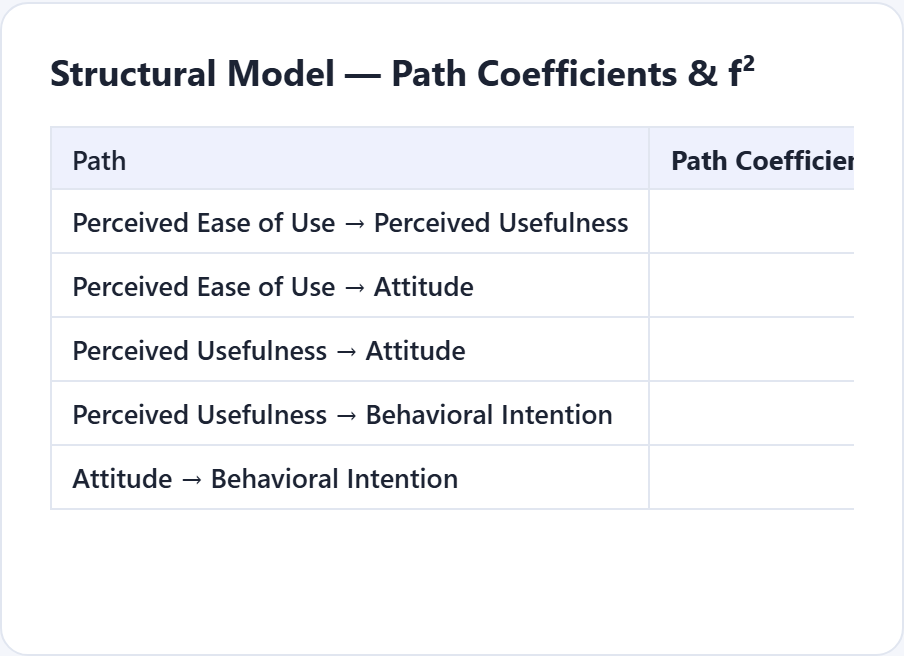 Structural Model — Path Coefficients & f²
Path Path Coefficien
Perceived Ease of Use → Perceived Usefulness
Perceived Ease of Use → Attitude
Perceived Usefulness → Attitude
Perceived Usefulness → Behavioral Intention
Attitude → Behavioral Intention